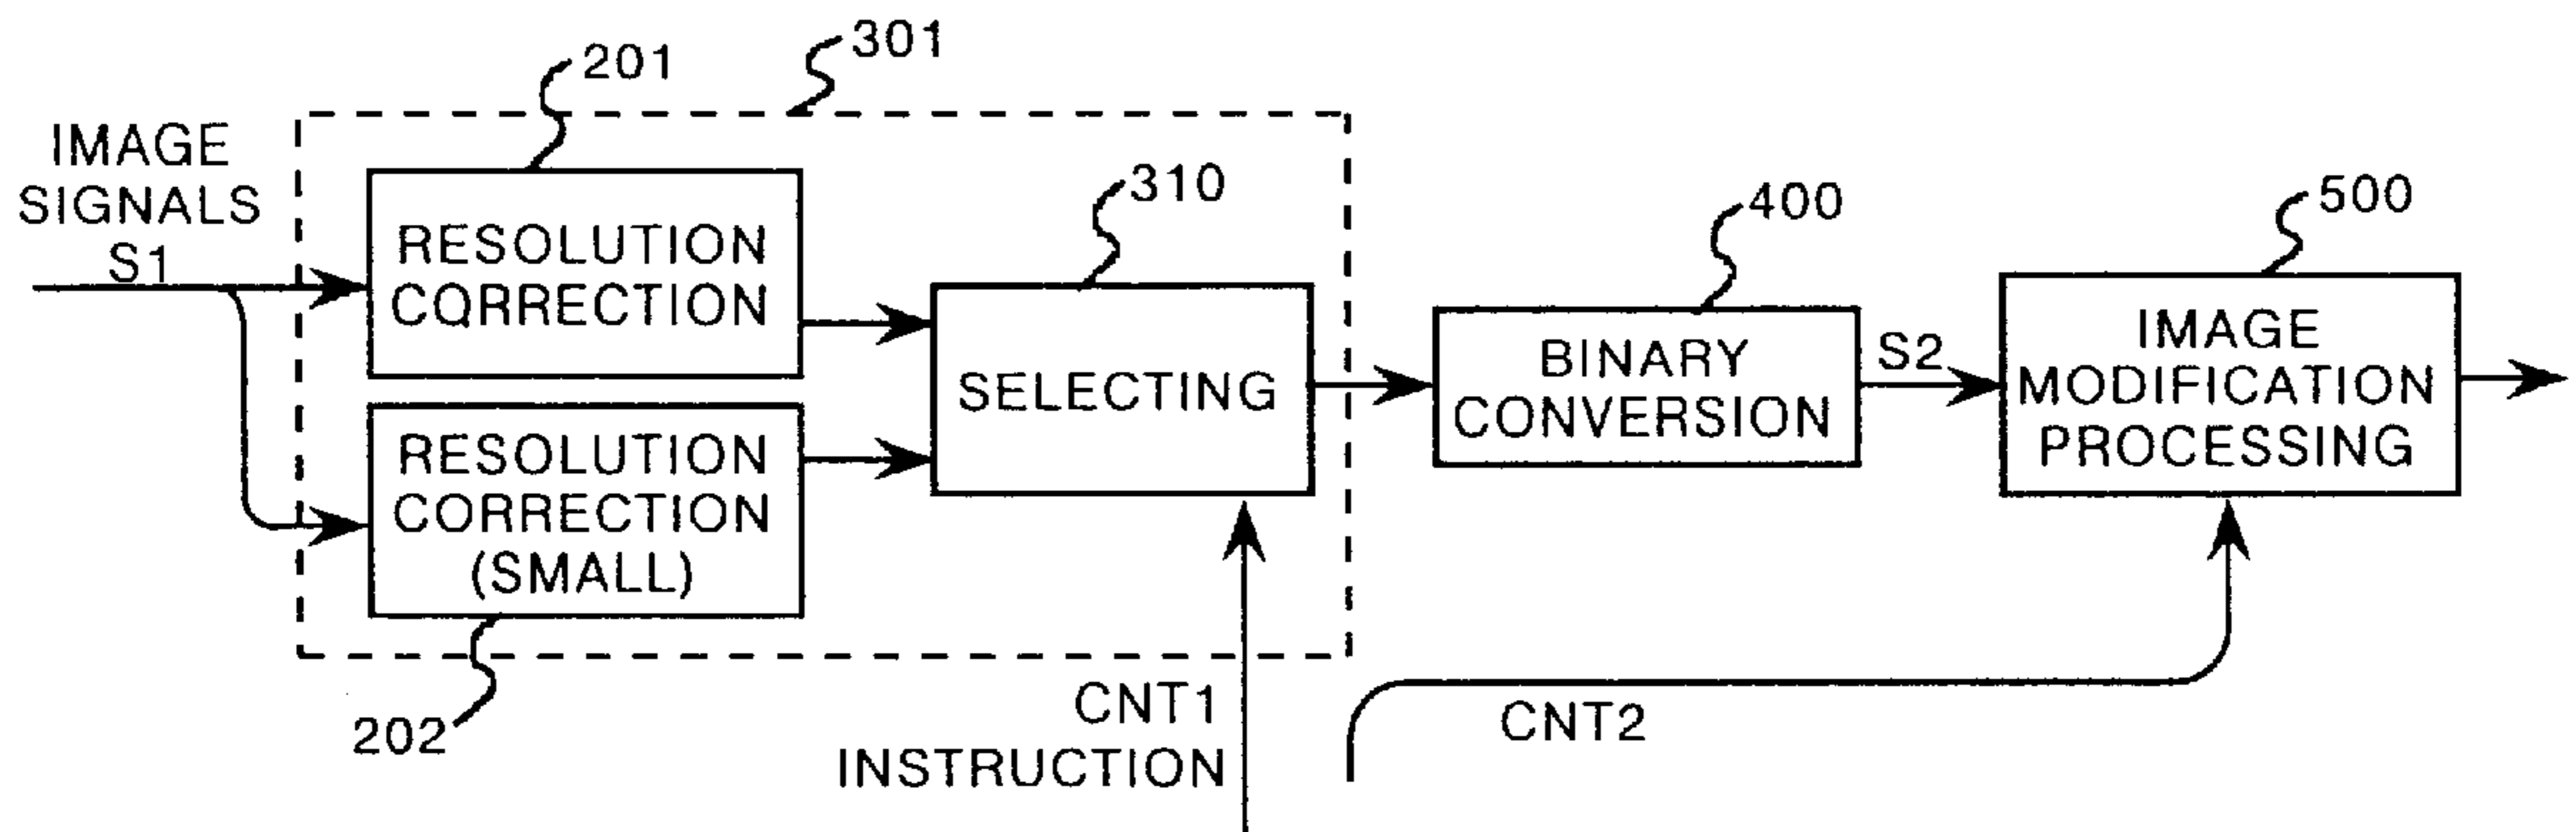 301
201
IMAGE
SIGNALS
S1
RESOLUTION
CORRECTION
310
SELECTING
RESOLUTION
CORRECTION
(SMALL)
202
CNT1
INSTRUCTION
400
BINARY
CONVERSION
S2
500
IMAGE
MODIFICATION
PROCESSING
CNT2